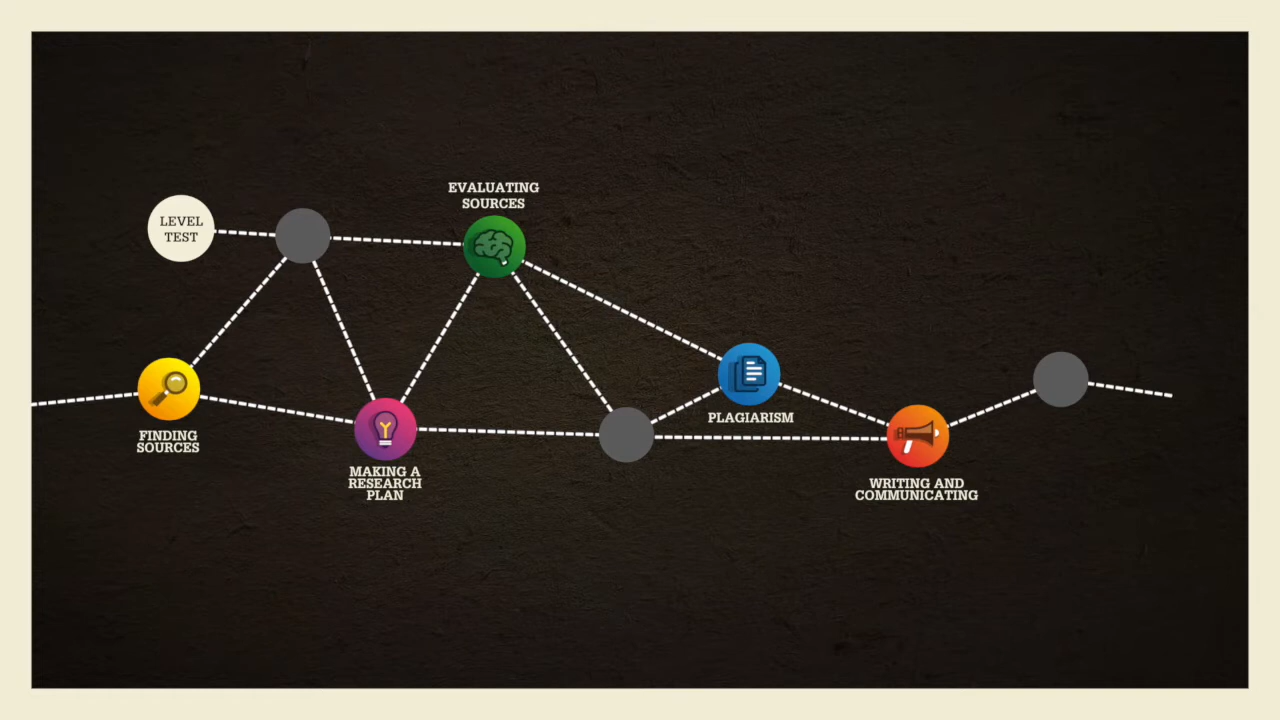 EVALUATING
SOURCES
LEVEL
TEST
PLAGIARISM
FINDING
SOURCES
MAKING A
RESEARCH
PLAN
WRITING AND
COMMUNICATING